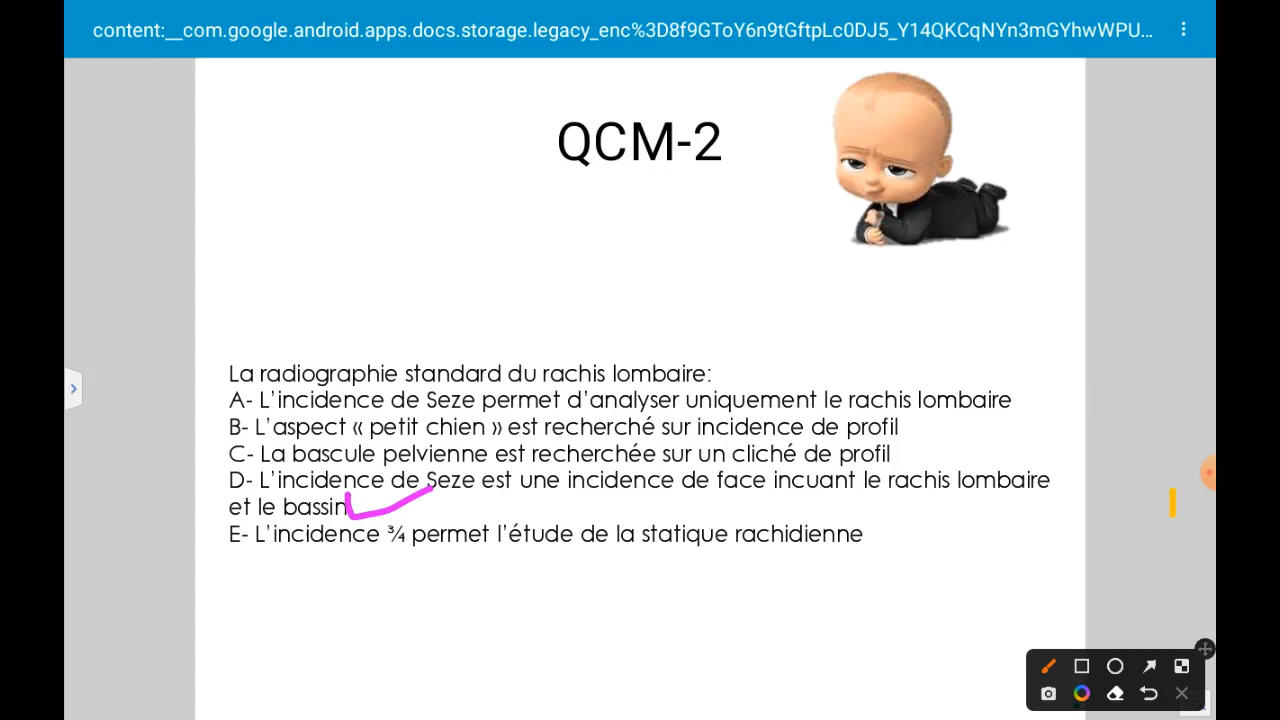 content:__com.google.android.apps.docs.storage.legacy_enc%3D8f9GToY6n9tGftpLc0DJ5_Y14QKCqNYn3mGYhwWPU...
QCM-2
La radiographie standard du rachis lombaire:
A- L'incidence de Seze permet d'analyser uniquement le rachis lombaire
B- L'aspect « petit chien » est recherché sur incidence de profil
C- La bascule pelvienne est recherchée sur un cliché de profil
D- L'incidence de Seze est une incidence de face incuant le rachis lombaire
et le bassin
E- L'incidence ¾ permet l'étude de la statique rachidienne